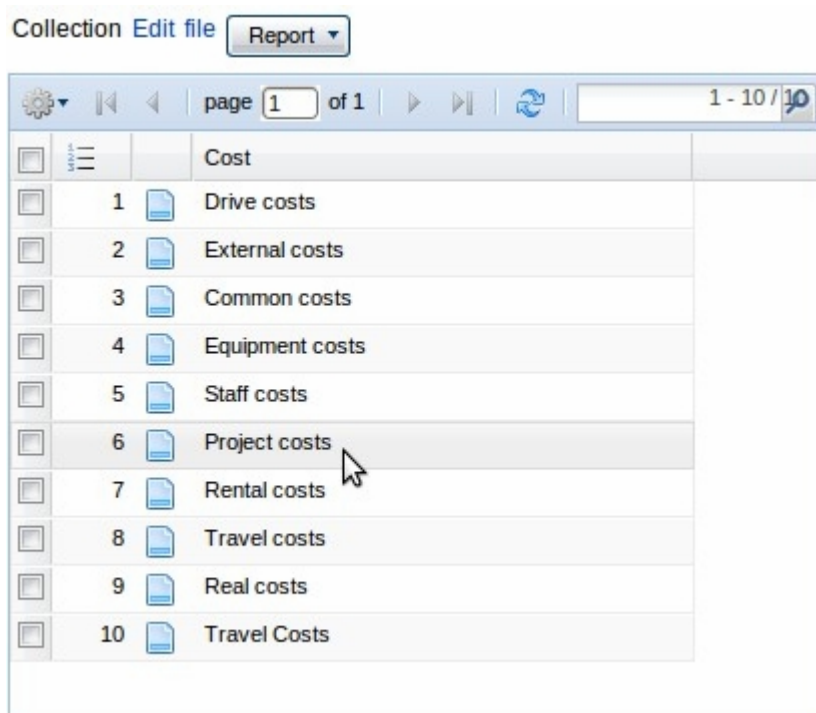 Collection Edit file Report
page 1 of 1 1 - 10 / 10
Cost
1 Drive costs
2 External costs
3 Common costs
4 Equipment costs
5 Staff costs
6 Project costs
7 Rental costs
8 Travel costs
9 Real costs
10 Travel Costs